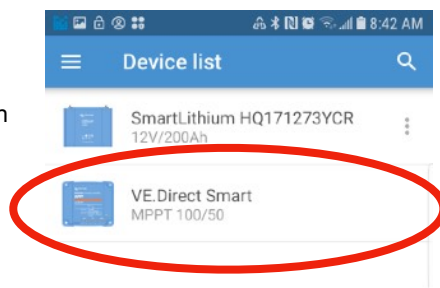 8:42 AM
Device list
n
SmartLithium HQ171273YCR
12V/200Ah
VE.Direct Smart
MPPT 100/50